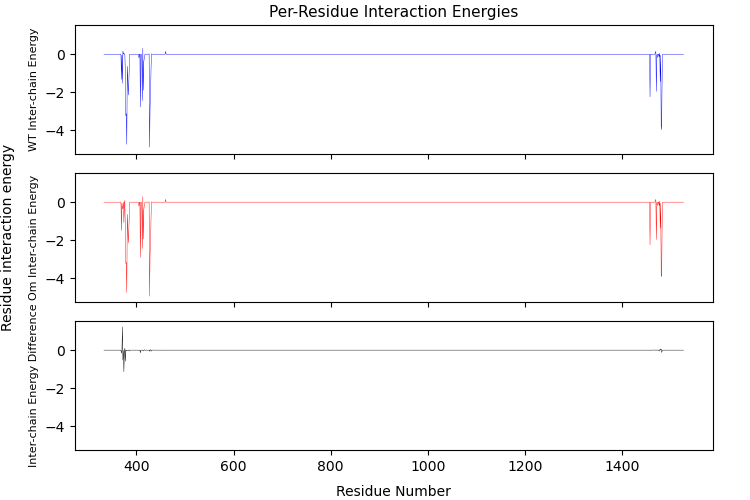 Per-Residue Interaction Energies
Residue interaction energy
WT Inter-chain Energy
0
−2
−4
Om Inter-chain Energy
0
−2
−4
Inter-chain Energy Difference
0
−2
−4
400 600 800 1000 1200 1400
Residue Number